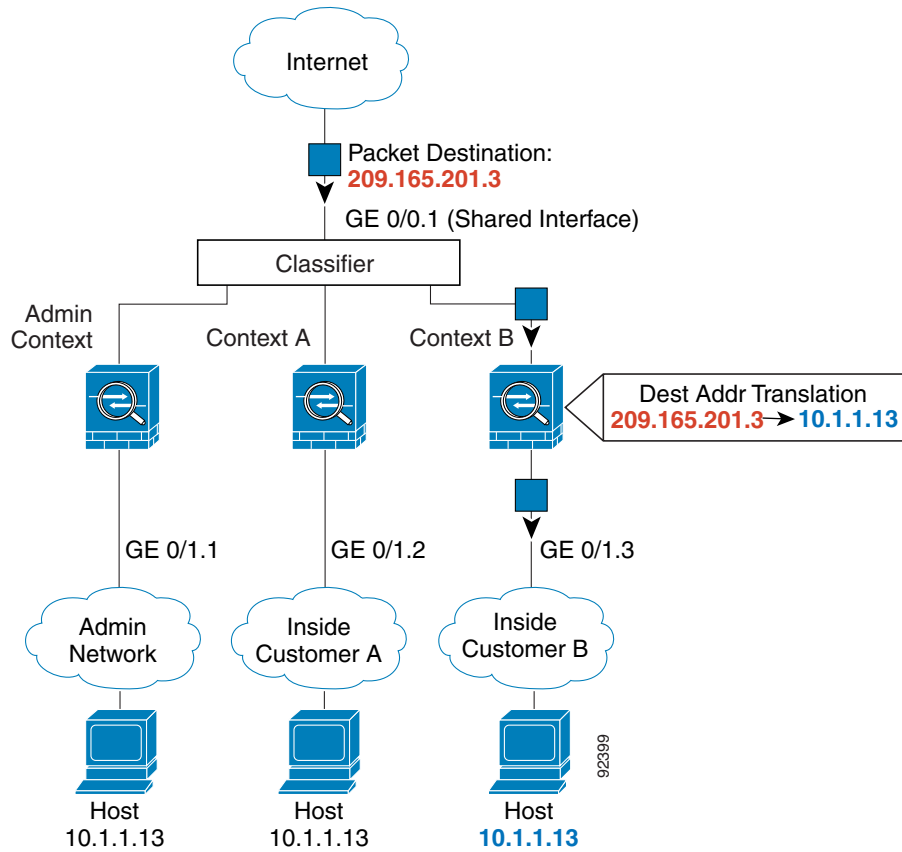 Internet
Packet Destination:
209.165.201.3
GE 0/0.1 (Shared Interface)
Classifier
Admin
Context
Context A
Context B
Dest Addr Translation
209.165.201.3 10.1.1.13
GE 0/1.1
GE 0/1.2
GE 0/1.3
Admin
Network
Inside
Customer A
Inside
Customer B
92399
Host
10.1.1.13
Host
10.1.1.13
Host
10.1.1.13